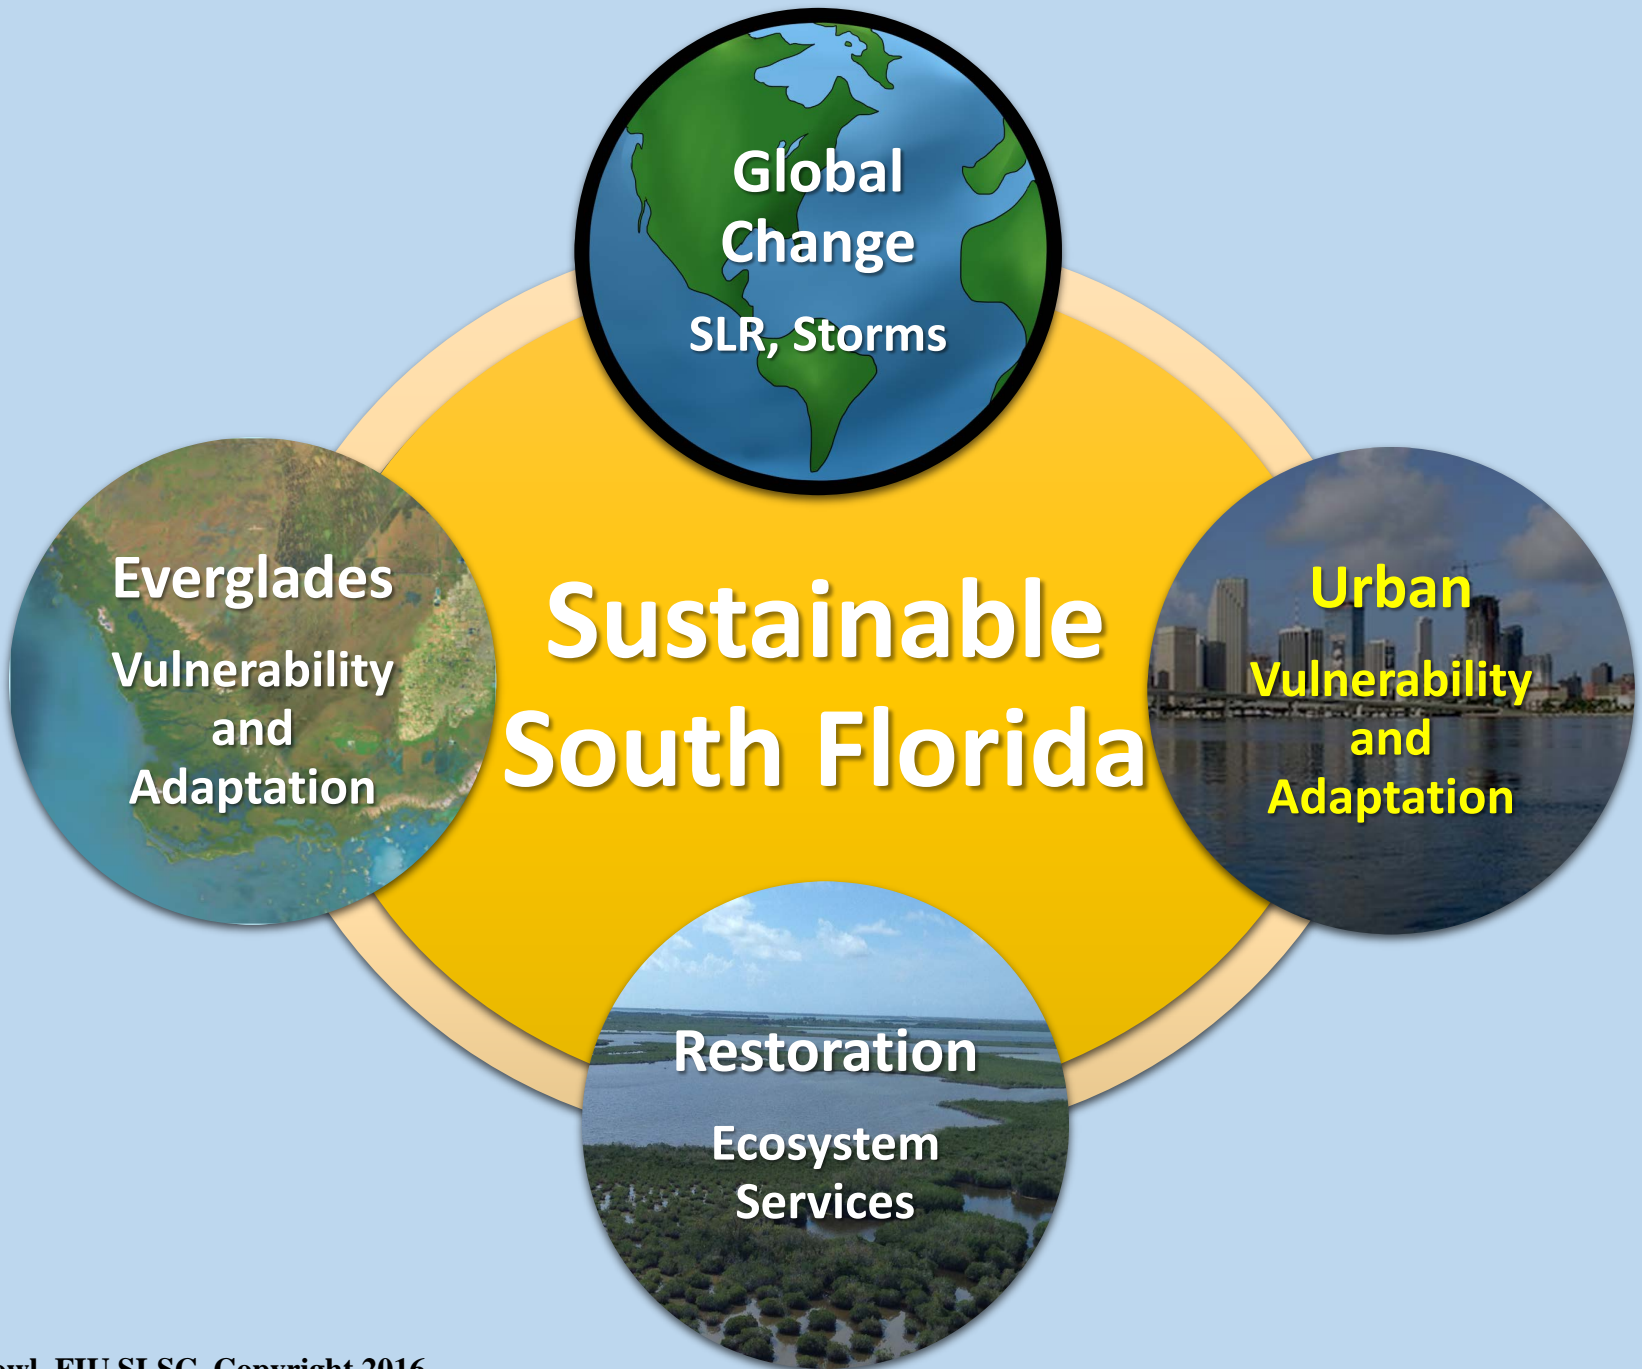 Global
Change
SLR, Storms
Everglades
Vulnerability
and
Adaptation
Sustainable
South Florida
Urban
Vulnerability
and
Adaptation
Restoration
Ecosystem
Services
FIU SLSC, Copyright 2016